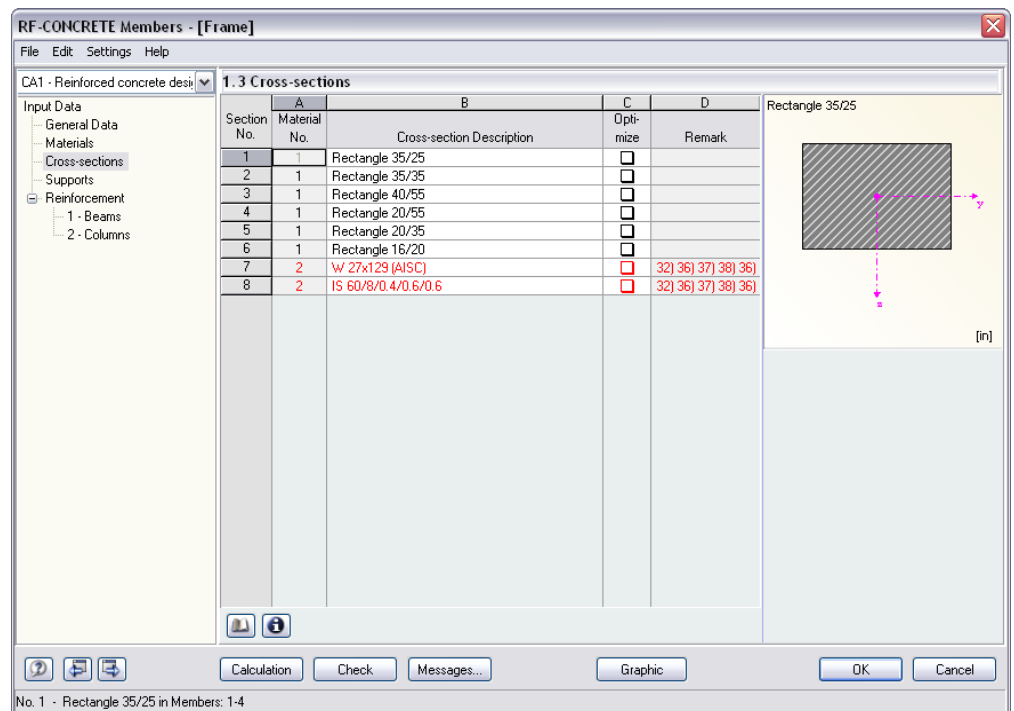 RF-CONCRETE Members - [Frame]
File Edit Settings Help
CA1 - Reinforced concrete desi
Input Data
General Data
Materials
Cross-sections
Supports
Reinforcement
1 - Beams
2 - Columns
1.3 Cross-sections
A B C D
Section Material Opti-
No. No. Cross-section Description mize Remark
1 1 Rectangle 35/25
2 1 Rectangle 35/35
3 1 Rectangle 40/55
4 1 Rectangle 20/55
5 1 Rectangle 20/35
6 1 Rectangle 16/20
7 2 W 27x129 (AISC) 32) 36) 37) 38) 36)
8 2 IS 60/8/0.4/0.6/0.6 32) 36) 37) 38) 36)
Rectangle 35/25
y
z
[in]
Calculation Check Messages... Graphic OK Cancel
No. 1 - Rectangle 35/25 in Members: 1-4